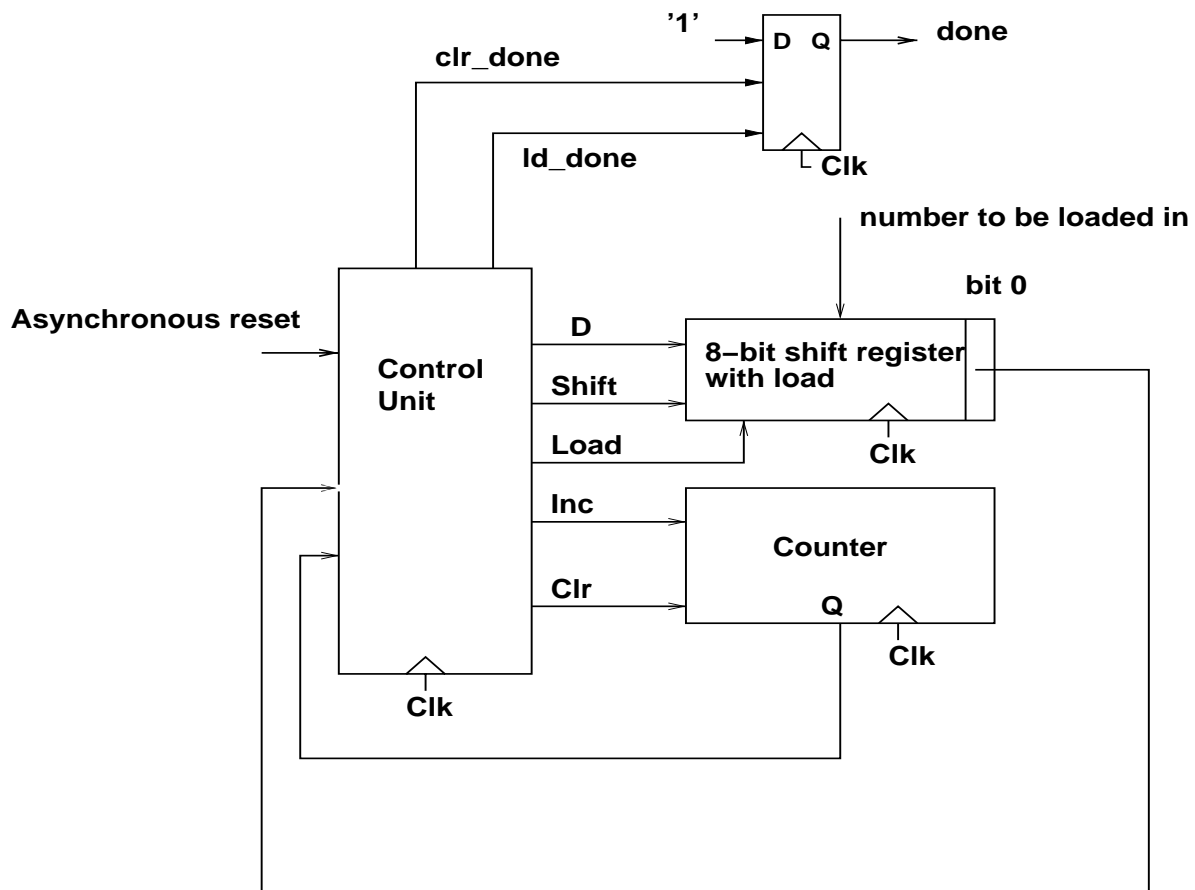 ’1’
D Q
done
clr_done
ld_done
Clk
number to be loaded in
bit 0
Asynchronous reset
Control
Unit
D
8−bit shift register
with load
Shift
Load
Clk
Inc
Counter
Clr
Q
Clk
Clk